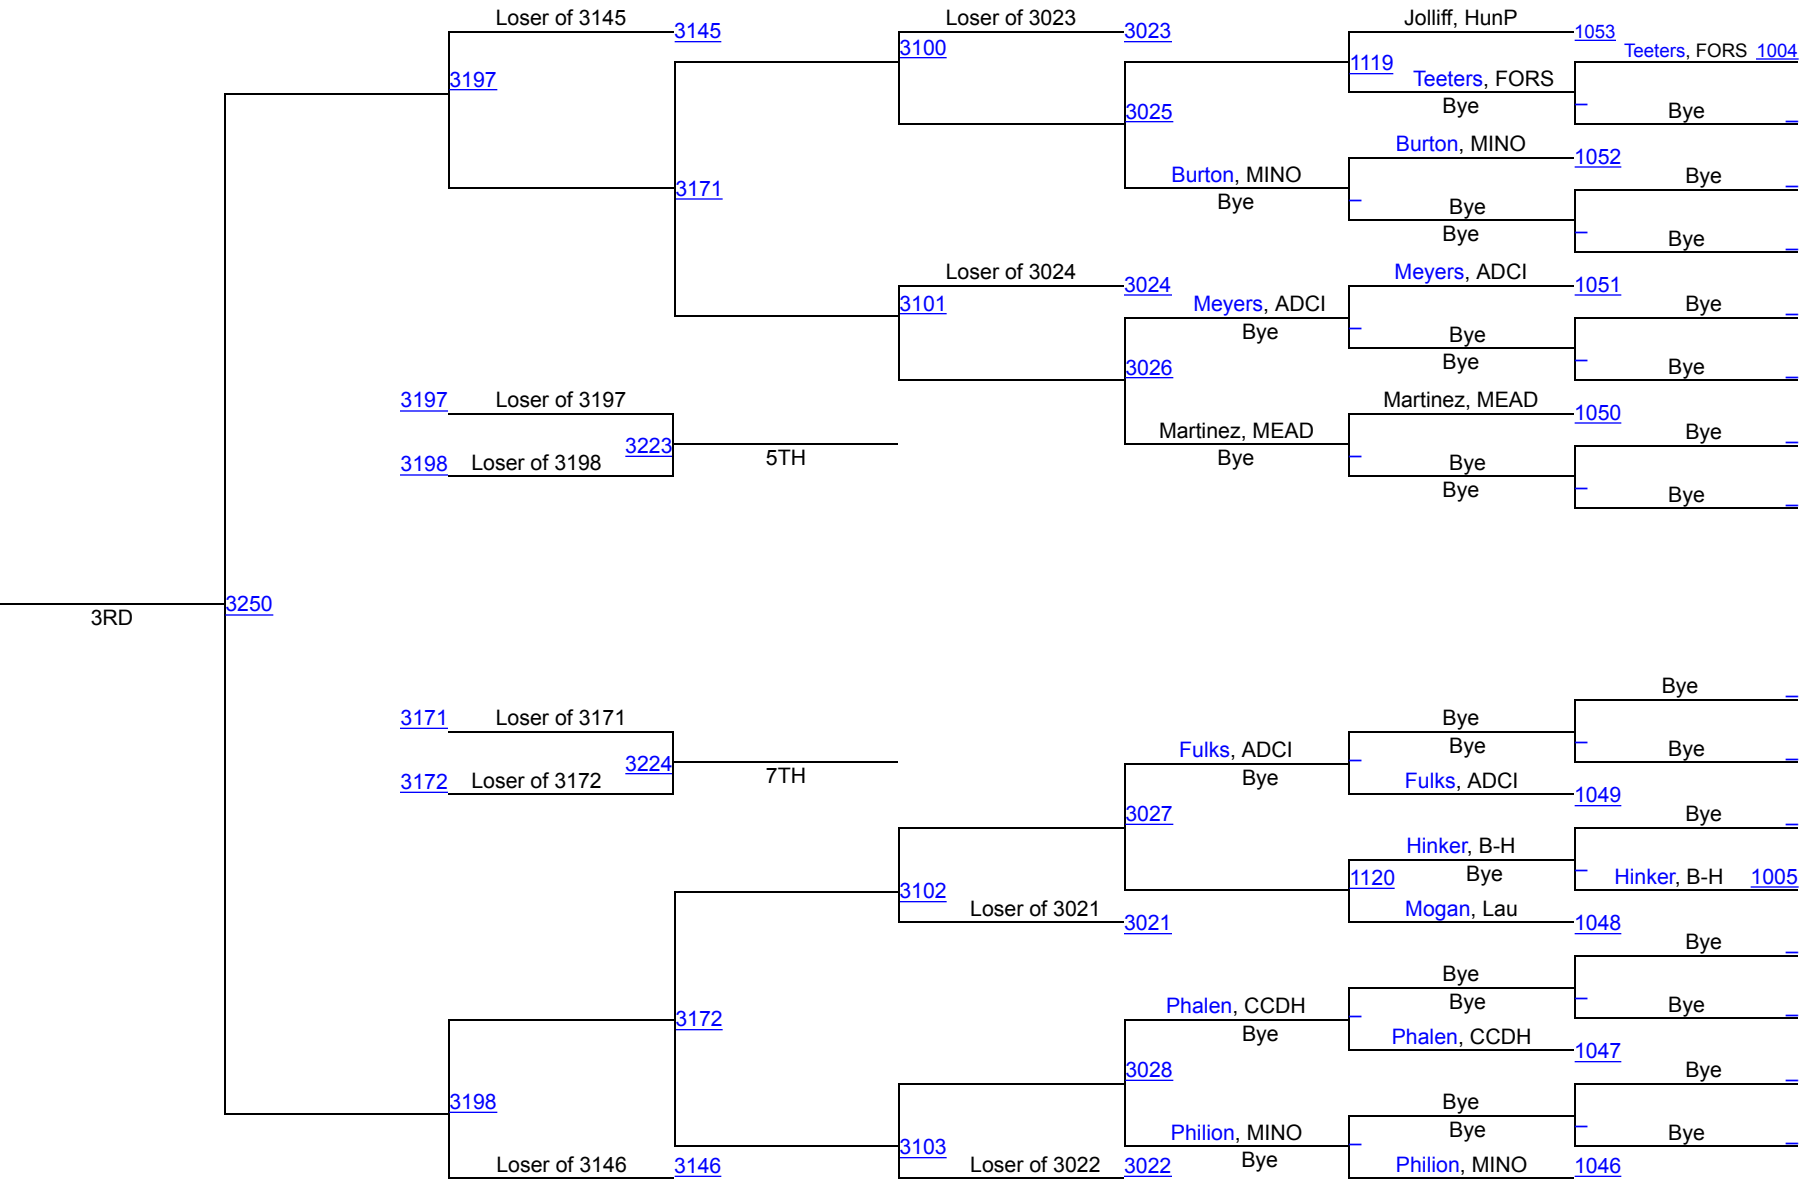 Loser of 3145
3145
Loser of 3023
3023
Jolliff, HunP
1053
3100
Teeters, FORS 1004
1119
3197
Teeters, FORS
Bye
3025
Bye
Burton, MINO
1052
Burton, MINO
Bye
3171
Bye
Bye
Bye
Bye
Loser of 3024
3024
Meyers, ADCI
1051
3101
Meyers, ADCI
Bye
Bye
Bye
Bye
3026
Bye
3197
Loser of 3197
Martinez, MEAD
1050
3223
5TH
Martinez, MEAD
Bye
Bye
3198
Loser of 3198
Bye
Bye
Bye
3250
3RD
Bye
3171
Loser of 3171
Bye
Bye
3224
7TH
Fulks, ADCI
Bye
Bye
3172
Loser of 3172
Fulks, ADCI
1049
3027
Bye
Hinker, B-H
Bye
3102
1120
Hinker, B-H 1005
Loser of 3021
3021
Mogan, Lau
1048
Bye
Bye
Bye
Phalen, CCDH
Bye
Bye
3172
Phalen, CCDH
1047
3028
Bye
3198
Bye
Bye
Philion, MINO
Bye
Bye
3103
Loser of 3146
3146
Loser of 3022
3022
Philion, MINO
1046